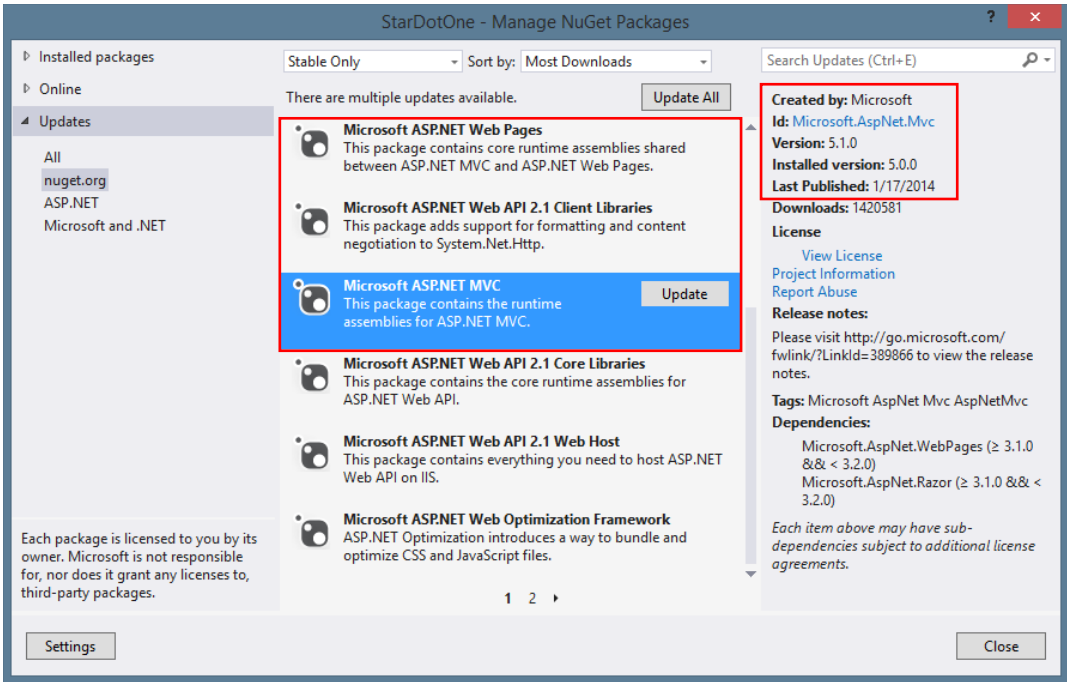 StarDotOne - Manage NuGet Packages
?
×
Installed packages
Online
Updates
All
nuget.org
ASP.NET
Microsoft and .NET
Each package is licensed to you by its
owner. Microsoft is not responsible
for, nor does it grant any licenses to,
third-party packages.
Settings
Stable Only
Sort by: Most Downloads
There are multiple updates available.
Update All
Microsoft ASP.NET Web Pages
This package contains core runtime assemblies shared
between ASP.NET MVC and ASP.NET Web Pages.
Microsoft ASP.NET Web API 2.1 Client Libraries
This package adds support for formatting and content
negotiation to System.Net.Http.
Microsoft ASP.NET MVC
This package contains the runtime
assemblies for ASP.NET MVC.
Update
Microsoft ASP.NET Web API 2.1 Core Libraries
This package contains the core runtime assemblies for
ASP.NET Web API.
Microsoft ASP.NET Web API 2.1 Web Host
This package contains everything you need to host ASP.NET
Web API on IIS.
Microsoft ASP.NET Web Optimization Framework
ASP.NET Optimization introduces a way to bundle and
optimize CSS and JavaScript files.
1 2
Search Updates (Ctrl+E)
Created by: Microsoft
Id: Microsoft.AspNet.Mvc
Version: 5.1.0
Installed version: 5.0.0
Last Published: 1/17/2014
Downloads: 1420581
License
View License
Project Information
Report Abuse
Release notes:
Please visit http://go.microsoft.com/
fwlink/?LinkId=389866 to view the release
notes.
Tags: Microsoft AspNet Mvc AspNetMvc
Dependencies:
Microsoft.AspNet.WebPages (≥ 3.1.0
&& < 3.2.0)
Microsoft.AspNet.Razor (≥ 3.1.0 && <
3.2.0)
Each item above may have sub-
dependencies subject to additional license
agreements.
Close